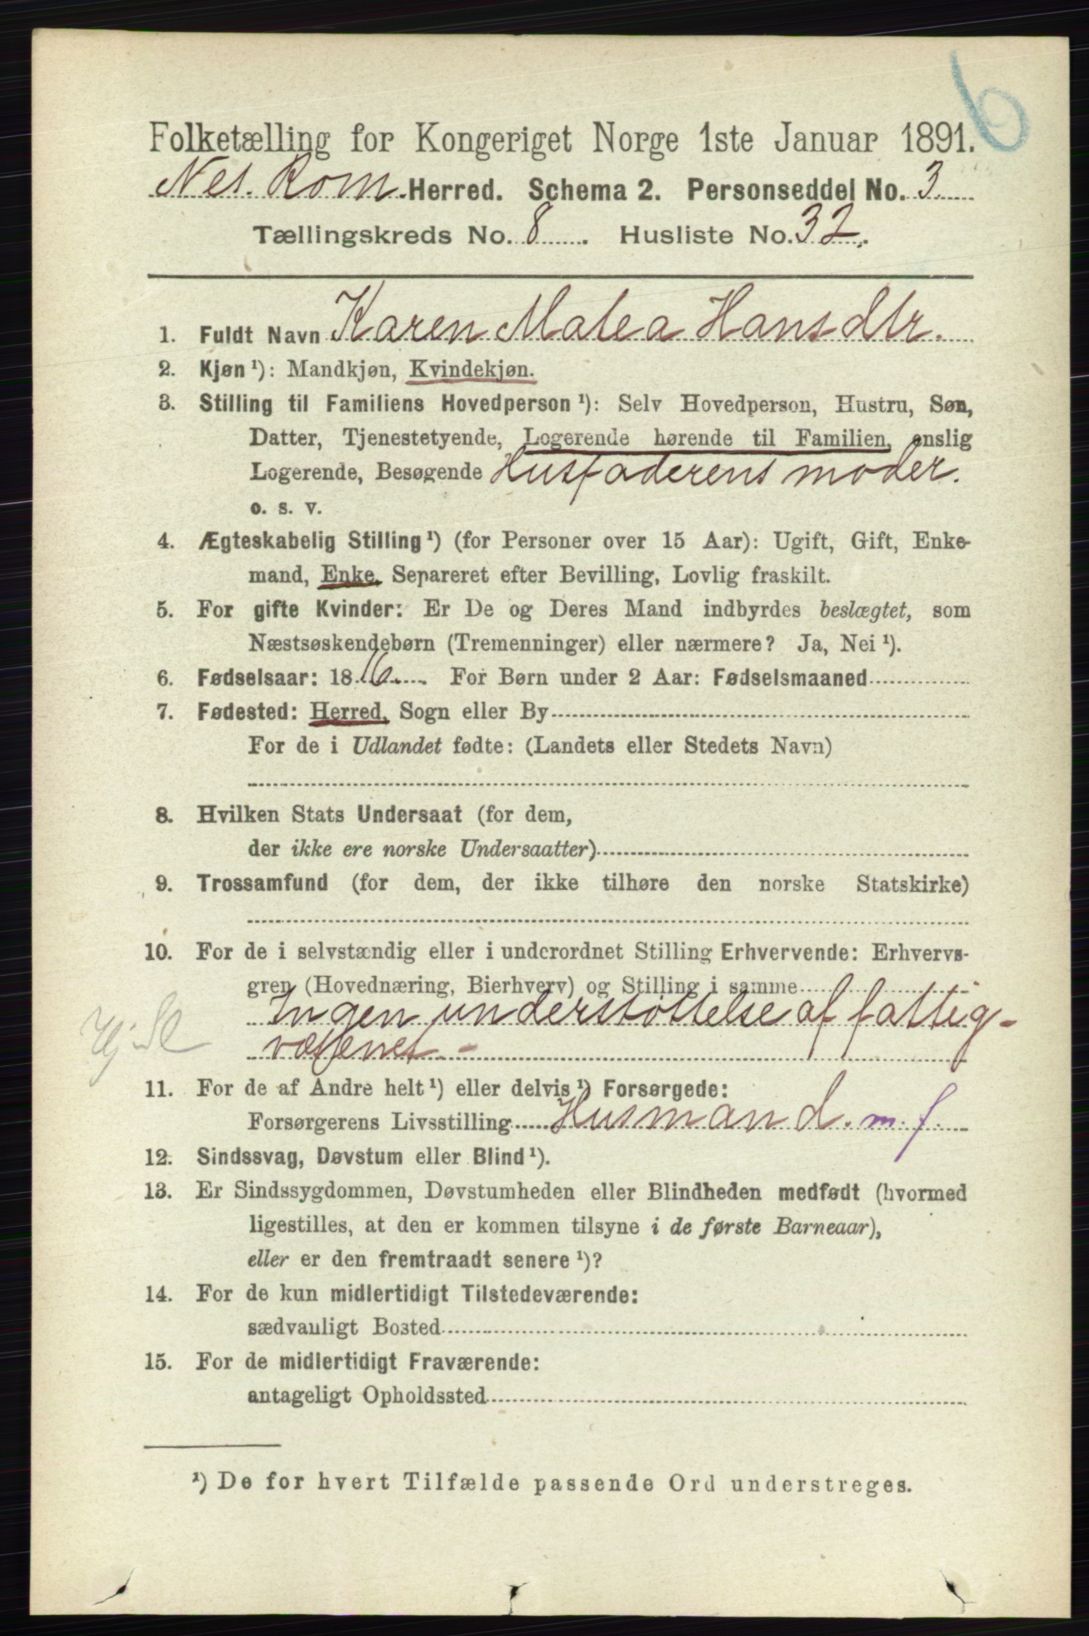 6
Folketælling for Kongeriget Norge 1ste Januar 1891.
Nes. Rom. Herred. Schema 2. Personseddel No. 3
Tællingskreds No. 8 . Husliste No. 32.
1. Fuldt Navn Karen Malea Hansdtr.
2. Kjøn ¹): Mandkjøn, Kvindekjøn.
3. Stilling til Familiens Hovedperson ¹): Selv Hovedperson, Hustru, Søn,
Datter, Tjenestetyende, Logerende hørende til Familien, enslig
Logerende, Besøgende Husfaderens moder.
o. s. v.
4. Ægteskabelig Stilling ¹) (for Personer over 15 Aar): Ugift, Gift, Enke-
mand, Enke, Separeret efter Bevilling, Lovlig fraskilt.
5. For gifte Kvinder: Er De og Deres Mand indbyrdes beslægtet, som
Næstsøskendebørn (Tremenninger) eller nærmere? Ja, Nei ¹).
6. Fødselsaar: 1816. For Børn under 2 Aar: Fødselsmaaned
7. Fødested: Herred, Sogn eller By
For de i Udlandet fødte: (Landets eller Stedets Navn)
8. Hvilken Stats Undersaat (for dem,
der ikke ere norske Undersaatter)
9. Trossamfund (for dem, der ikke tilhøre den norske Statskirke)
10. For de i selvstændig eller i underordnet Stilling Erhvervende: Erhvervs-
gren (Hovednæring, Bierhverv) og Stilling i samme
Ingen understøttelse af fattig-
væsenet -
11. For de af Andre helt ¹) eller delvis ¹) Forsørgede:
Forsørgerens Livsstilling Husmand. m. f.
12. Sindssvag, Døvstum eller Blind ¹).
13. Er Sindssygdommen, Døvstumheden eller Blindheden medfødt (hvormed
ligestilles, at den er kommen tilsyne i de første Barneaar),
eller er den fremtraadt senere ¹)?
14. For de kun midlertidigt Tilstedeværende:
sædvanligt Bosted
15. For de midlertidigt Fraværende:
antageligt Opholdssted
¹) De for hvert Tilfælde passende Ord understreges.